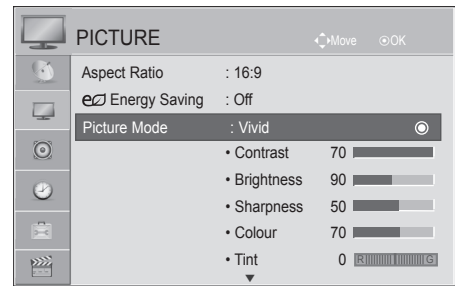 PICTURE
Move OK
Aspect Ratio : 16:9
Energy Saving : Off
Picture Mode : Vivid
• Contrast 70
• Brightness 90
• Sharpness 50
• Colour 70
• Tint 0 R G